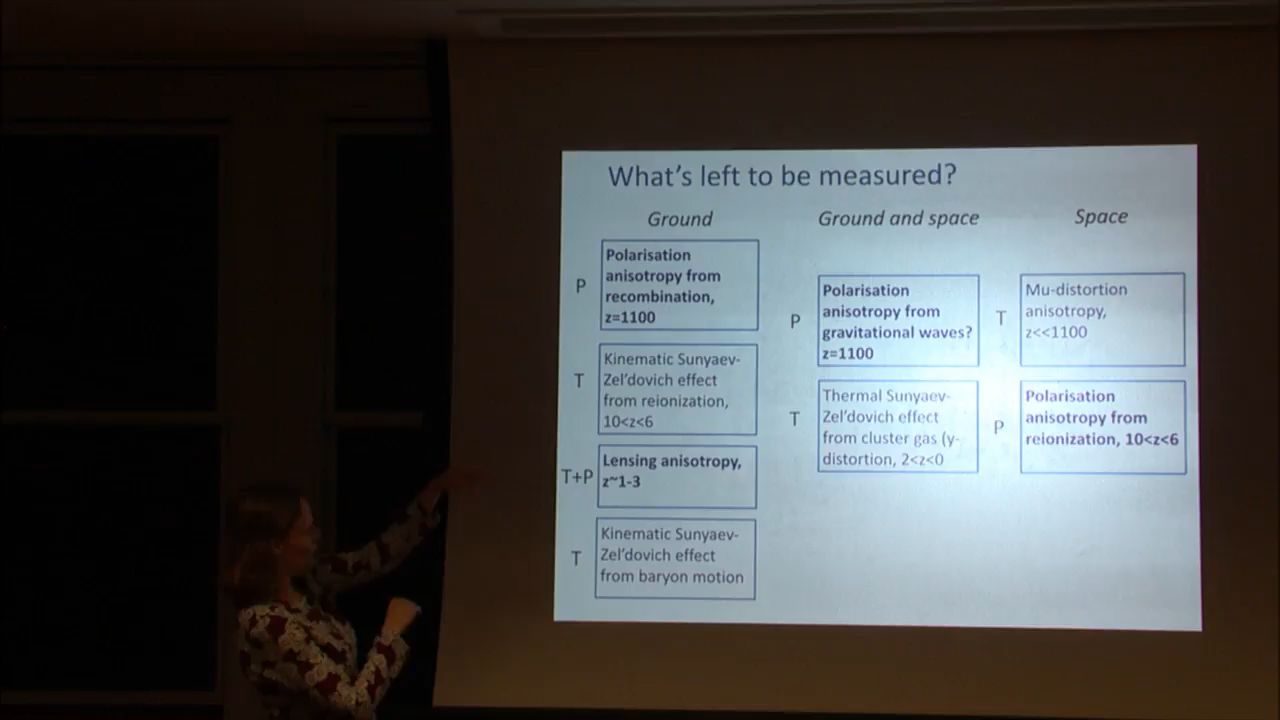 What's left to be measured?
Ground
P
Polarisation
anisotropy from
recombination,
z=1100
T
Kinematic Sunyaev-
Zel'dovich effect
from reionization,
10<z<6
T+P
Lensing anisotropy,
z~1-3
T
Kinematic Sunyaev-
Zel'dovich effect
from baryon motion
Ground and space
P
Polarisation
anisotropy from
gravitational waves?
z=1100
T
Thermal Sunyaev-
Zel'dovich effect
from cluster gas (y-
distortion, 2<z<0
Space
T
Mu-distortion
anisotropy,
z<<1100
P
Polarisation
anisotropy from
reionization, 10<z<6